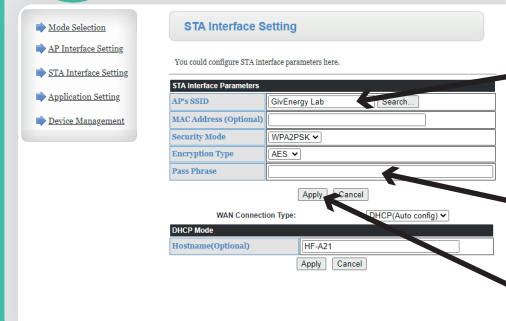 Mode Selection
AP Interface Setting
STA Interface Setting
Application Setting
Device Management
STA Interface Setting
You could configure STA interface parameters here.
STA Interface Parameters
AP's SSID GivEnergy Lab Search...
MAC Address (Optional)
Security Mode WPA2PSK
Encryption Type AES
Pass Phrase
Apply Cancel
WAN Connection Type: DHCP(Auto config)
DHCP Mode
Hostname(Optional) HF-A21
Apply Cancel